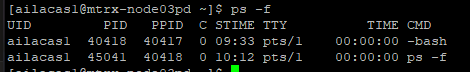 [ailacas1@mtrx-node03pd ~]$ ps -f
UID        PID  PPID  C STIME TTY          TIME CMD
ailacas1 40418 40417  0 09:33 pts/1    00:00:00 -bash
ailacas1 45041 40418  0 10:12 pts/1    00:00:00 ps -f
[ailacas1@mtrx-node03pd ~]$